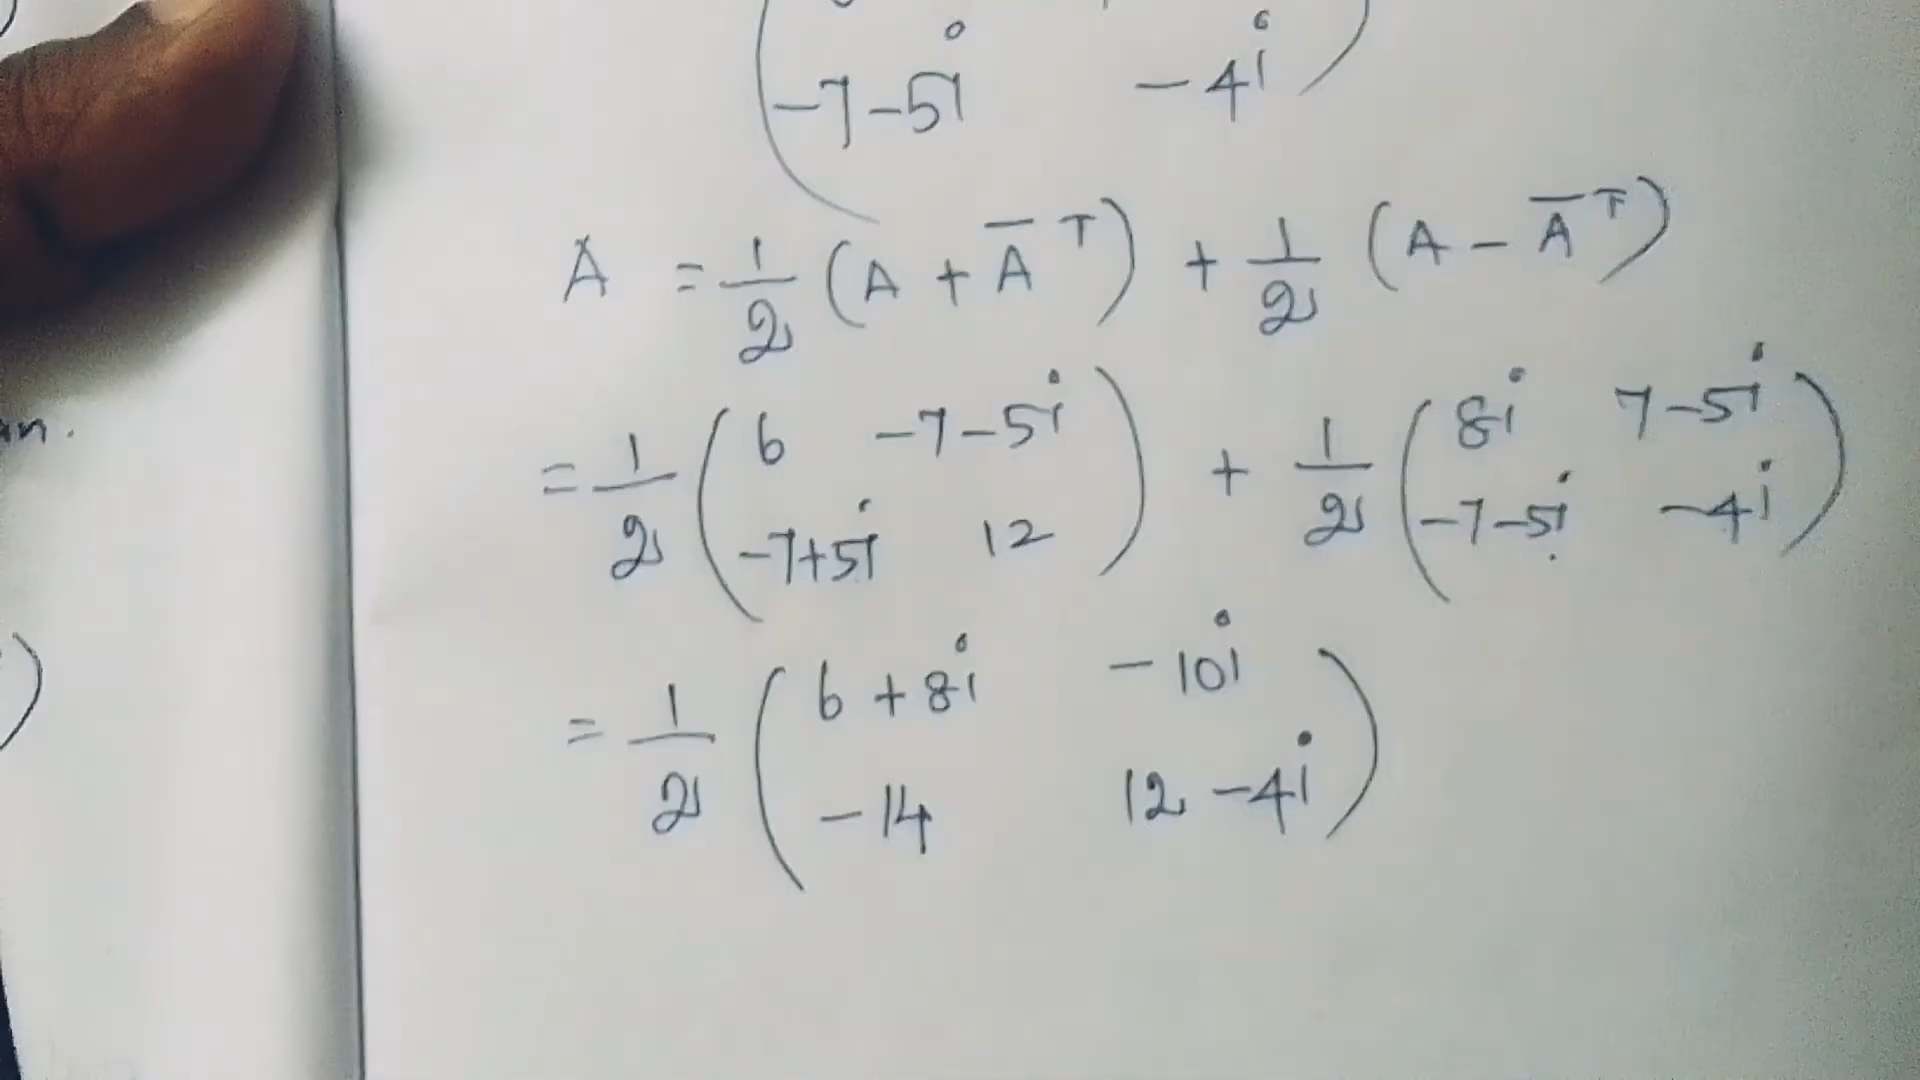 -7-5i -4i
A = 1/2 (A + A̅ᵀ) + 1/2 (A - A̅ᵀ)
= 1/2 ( 6 -7-5i ; -7+5i 12 ) + 1/2 ( 8i 7-5i ; -7-5i -4i )
= 1/2 ( 6+8i -10i ; -14 12-4i )